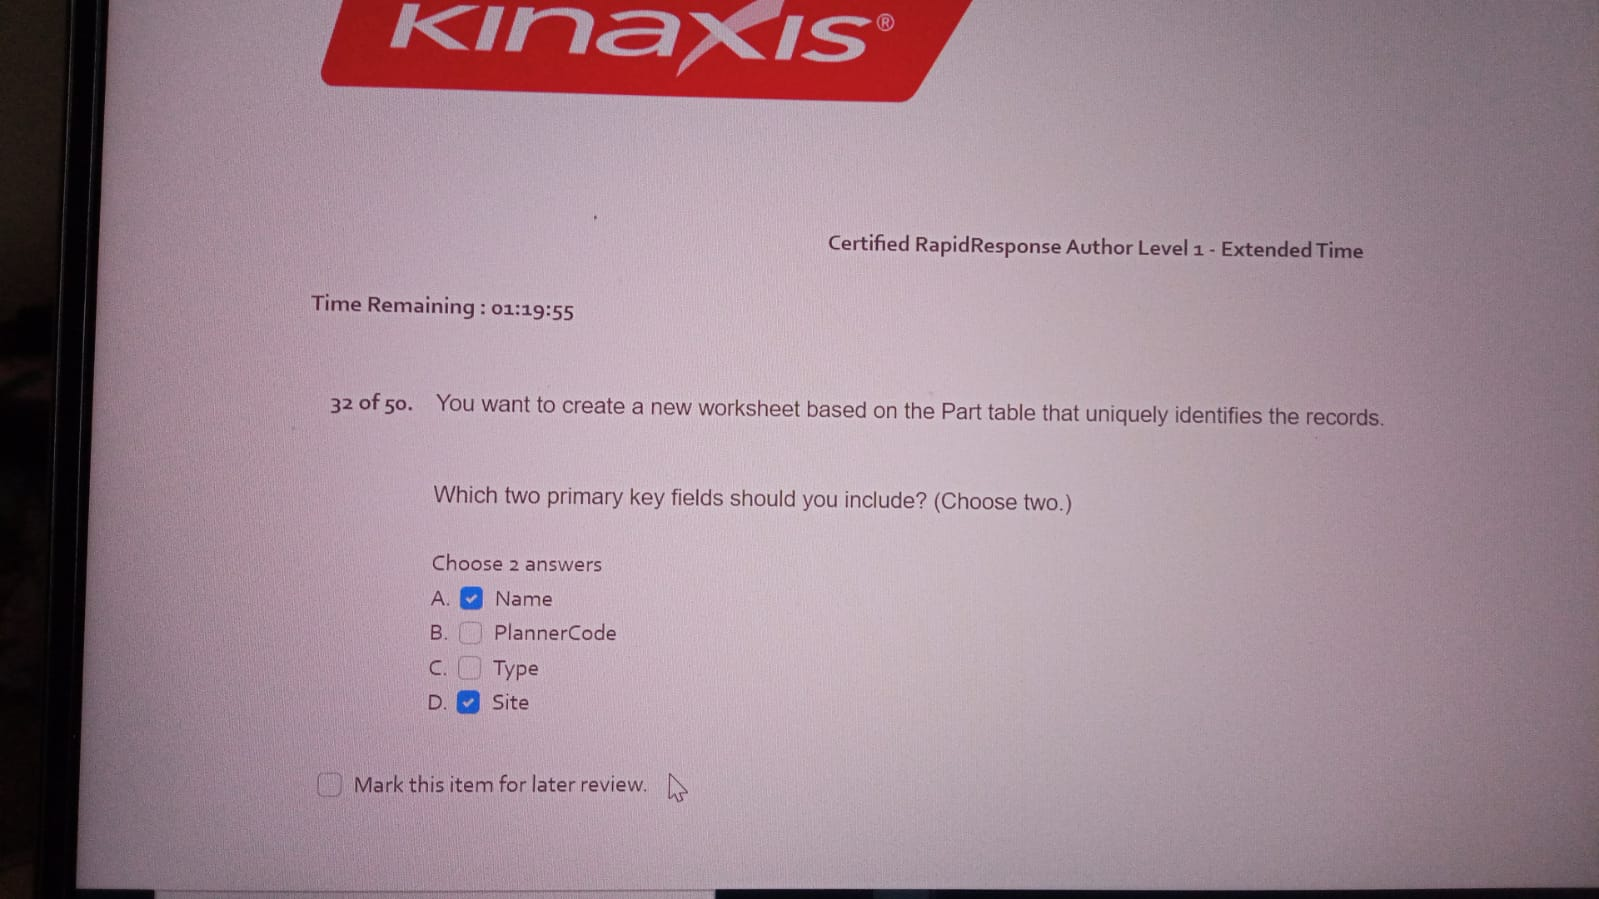 KINAXIS®
Certified RapidResponse Author Level 1 - Extended Time
Time Remaining : 01:19:55
32 of 50. You want to create a new worksheet based on the Part table that uniquely identifies the records.
Which two primary key fields should you include? (Choose two.)
Choose 2 answers
A. Name
B. PlannerCode
C. Type
D. Site
Mark this item for later review.